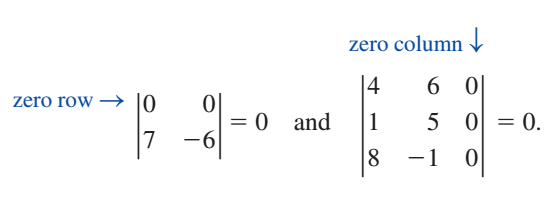 zero column ↓
zero row → |0 0| |4 6 0|
|7 −6| = 0 and |1 5 0| = 0.
|8 −1 0|